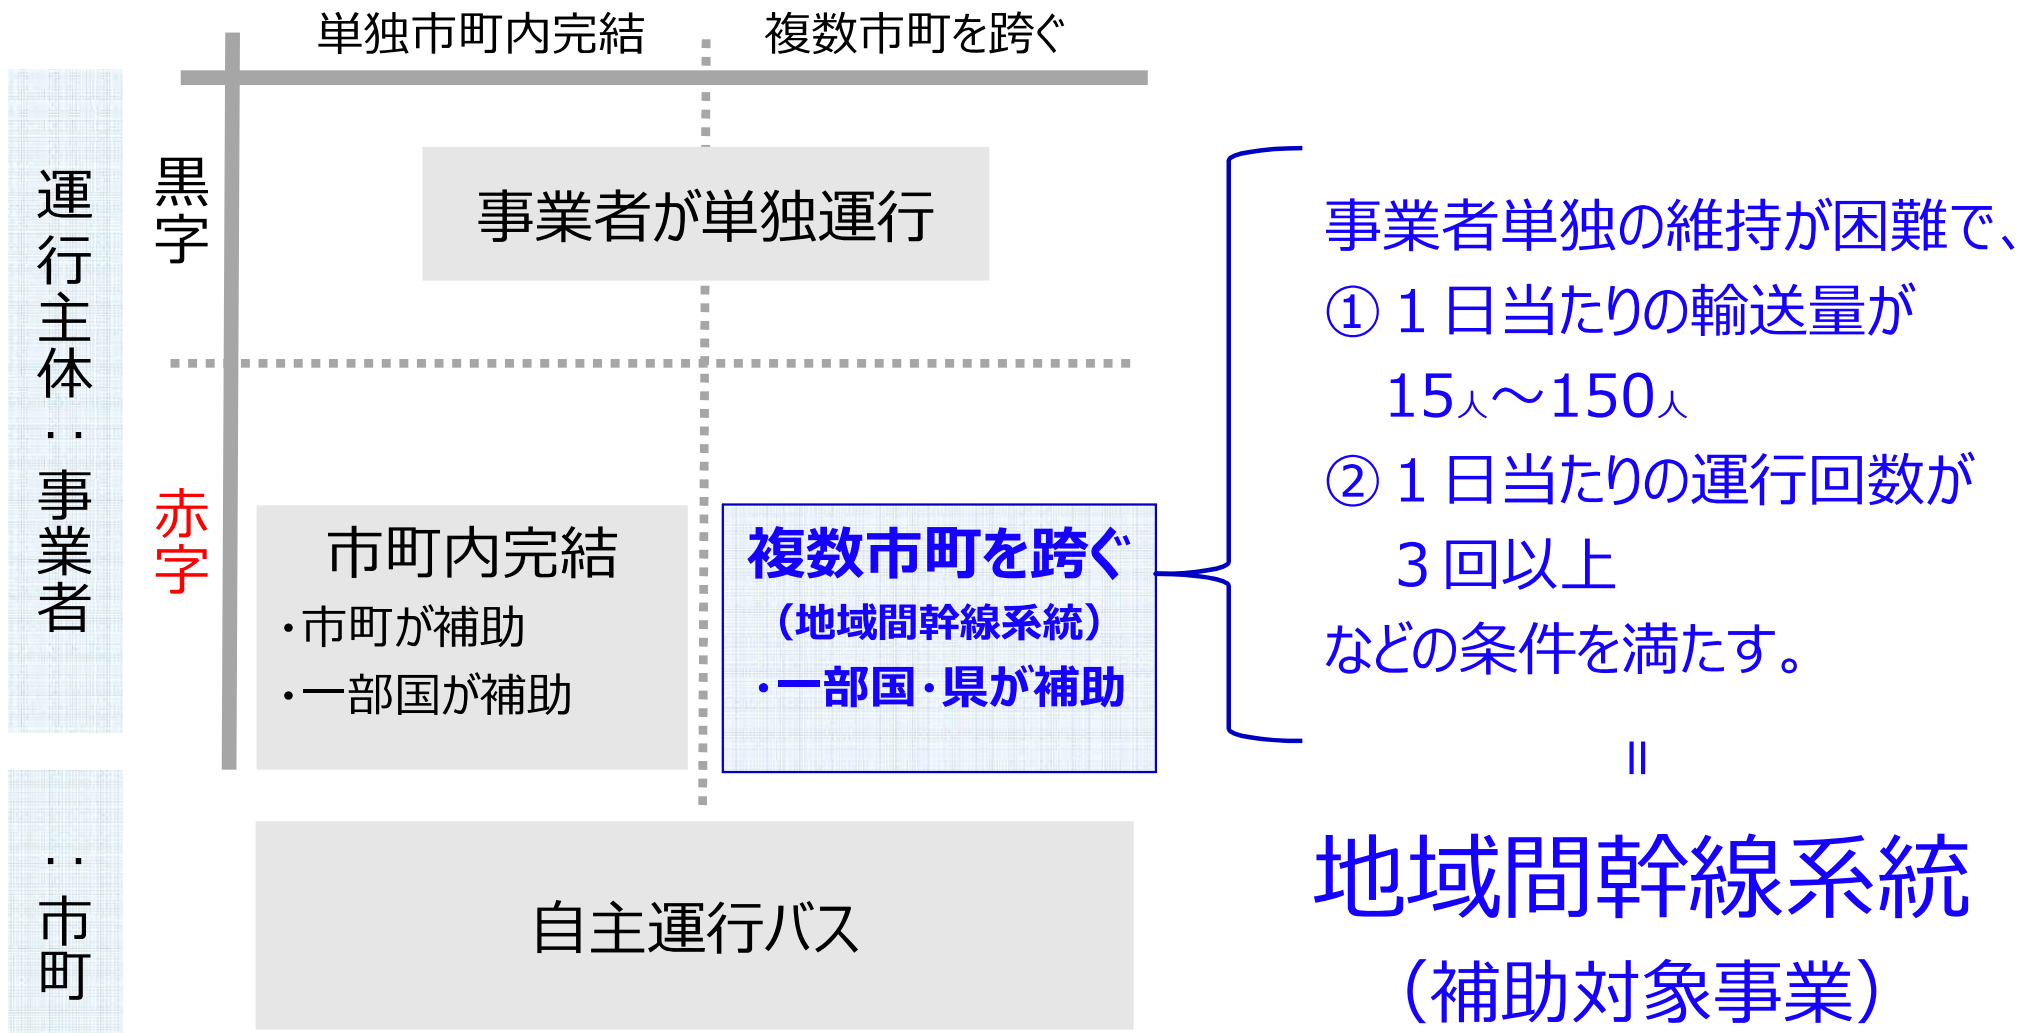 単独市町内完結
複数市町を跨ぐ
運行主体：事業者
黒字
事業者が単独運行
赤字
市町内完結
・市町が補助
・一部国が補助
複数市町を跨ぐ
（地域間幹線系統）
・一部国・県が補助
：市町
自主運行バス
事業者単独の維持が困難で、
①１日当たりの輸送量が
15人～150人
②１日当たりの運行回数が
３回以上
などの条件を満たす。
＝
地域間幹線系統
（補助対象事業）